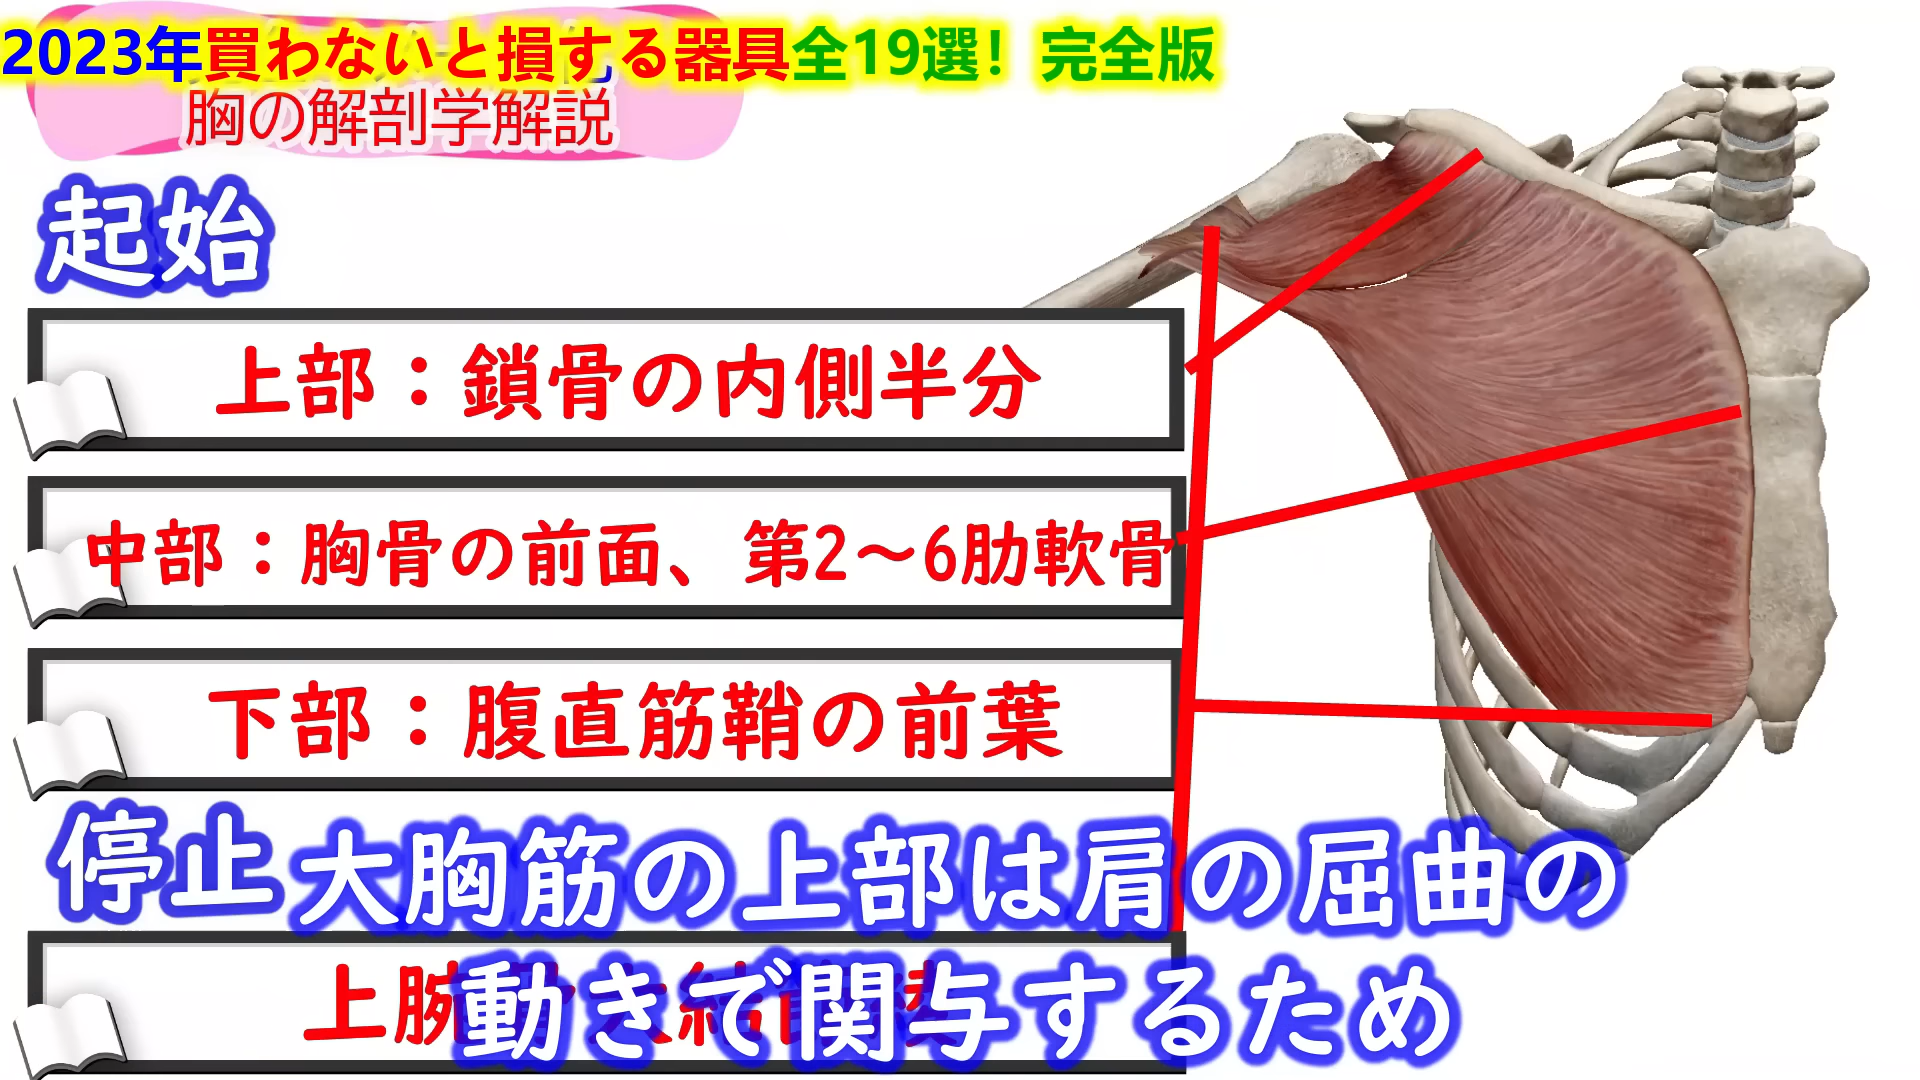 2023年買わないと損する器具全19選！完全版
胸の解剖学解説
起始
上部：鎖骨の内側半分
中部：胸骨の前面、第2～6肋軟骨
下部：腹直筋鞘の前葉
停止
大胸筋の上部は肩の屈曲の
動きで関与するため